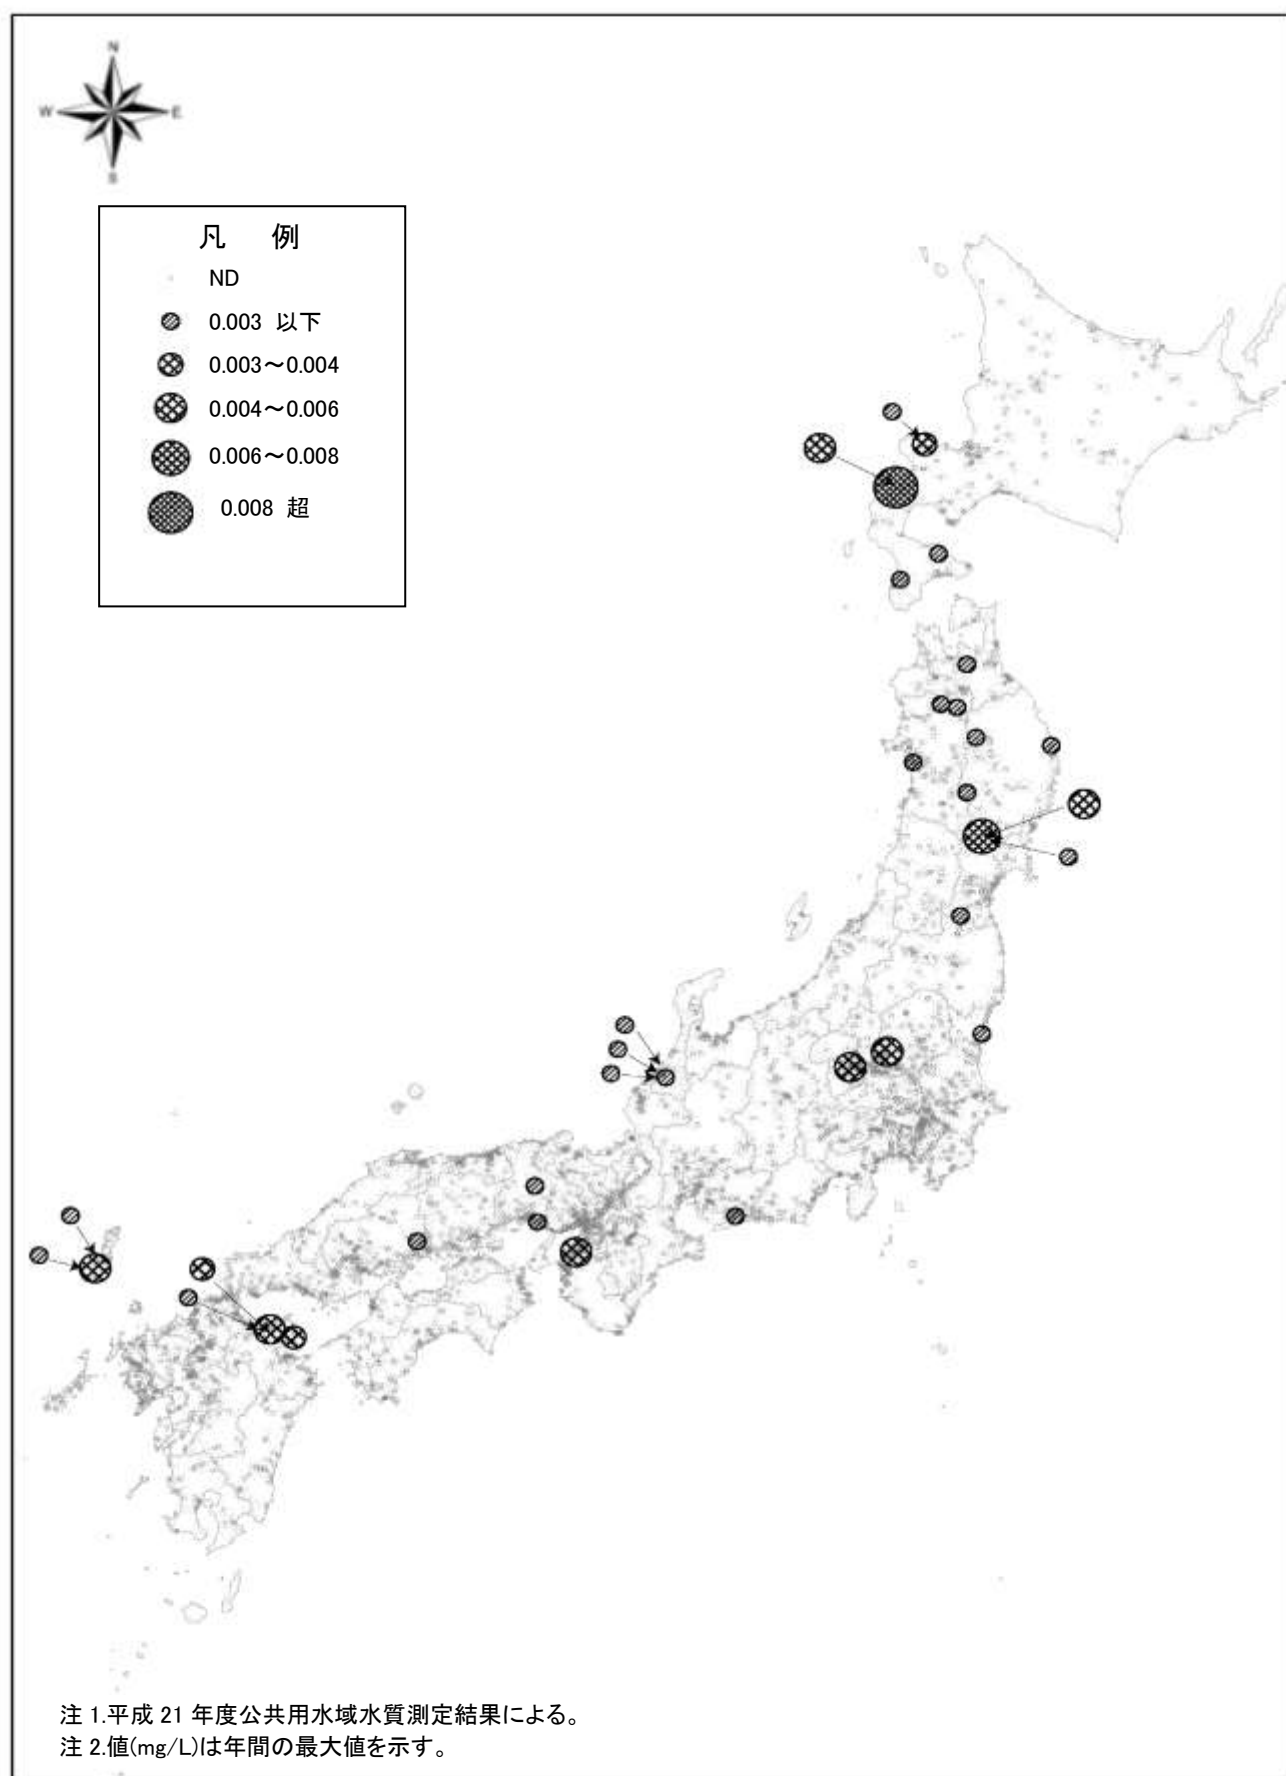 N
W E
S
凡 例
ND
0.003 以下
0.003～0.004
0.004～0.006
0.006～0.008
0.008 超
注 1.平成 21 年度公共用水域水質測定結果による。
注 2.値(mg/L)は年間の最大値を示す。